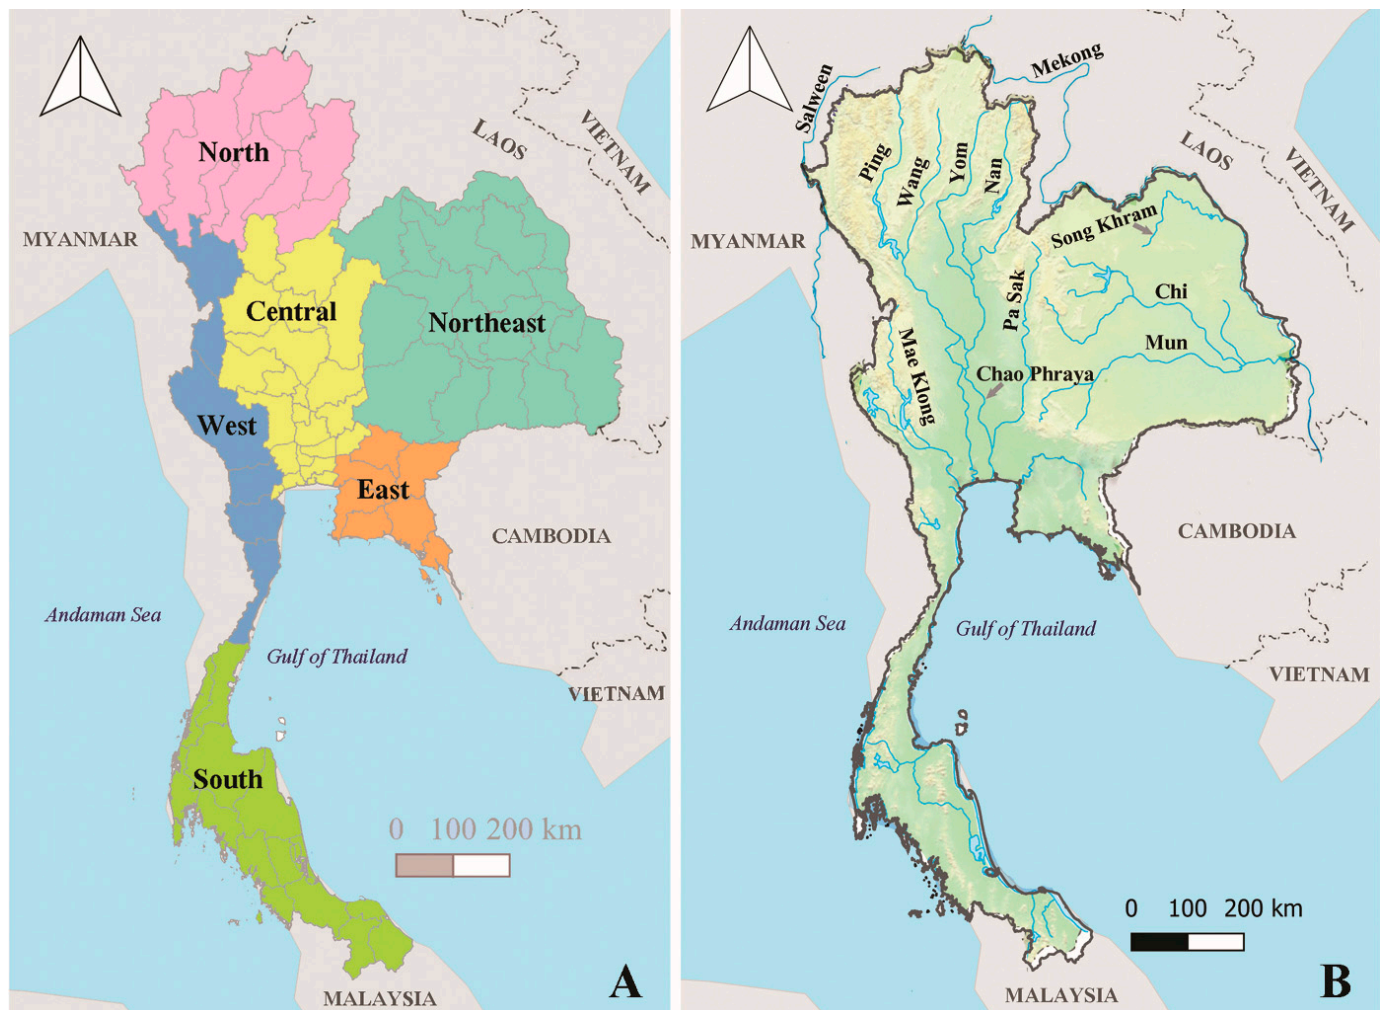 North
LAOS
VIETNAM
MYANMAR
Central
Northeast
West
East
CAMBODIA
Andaman Sea
Gulf of Thailand
VIETNAM
South
0 100 200 km
MALAYSIA
A
Salween
Mekong
Ping
Wang
Yom
Nan
LAOS
VIETNAM
MYANMAR
Song Khram
Pa Sak
Chi
Mun
Mae Klong
Chao Phraya
CAMBODIA
Andaman Sea
Gulf of Thailand
VIETNAM
0 100 200 km
MALAYSIA
B